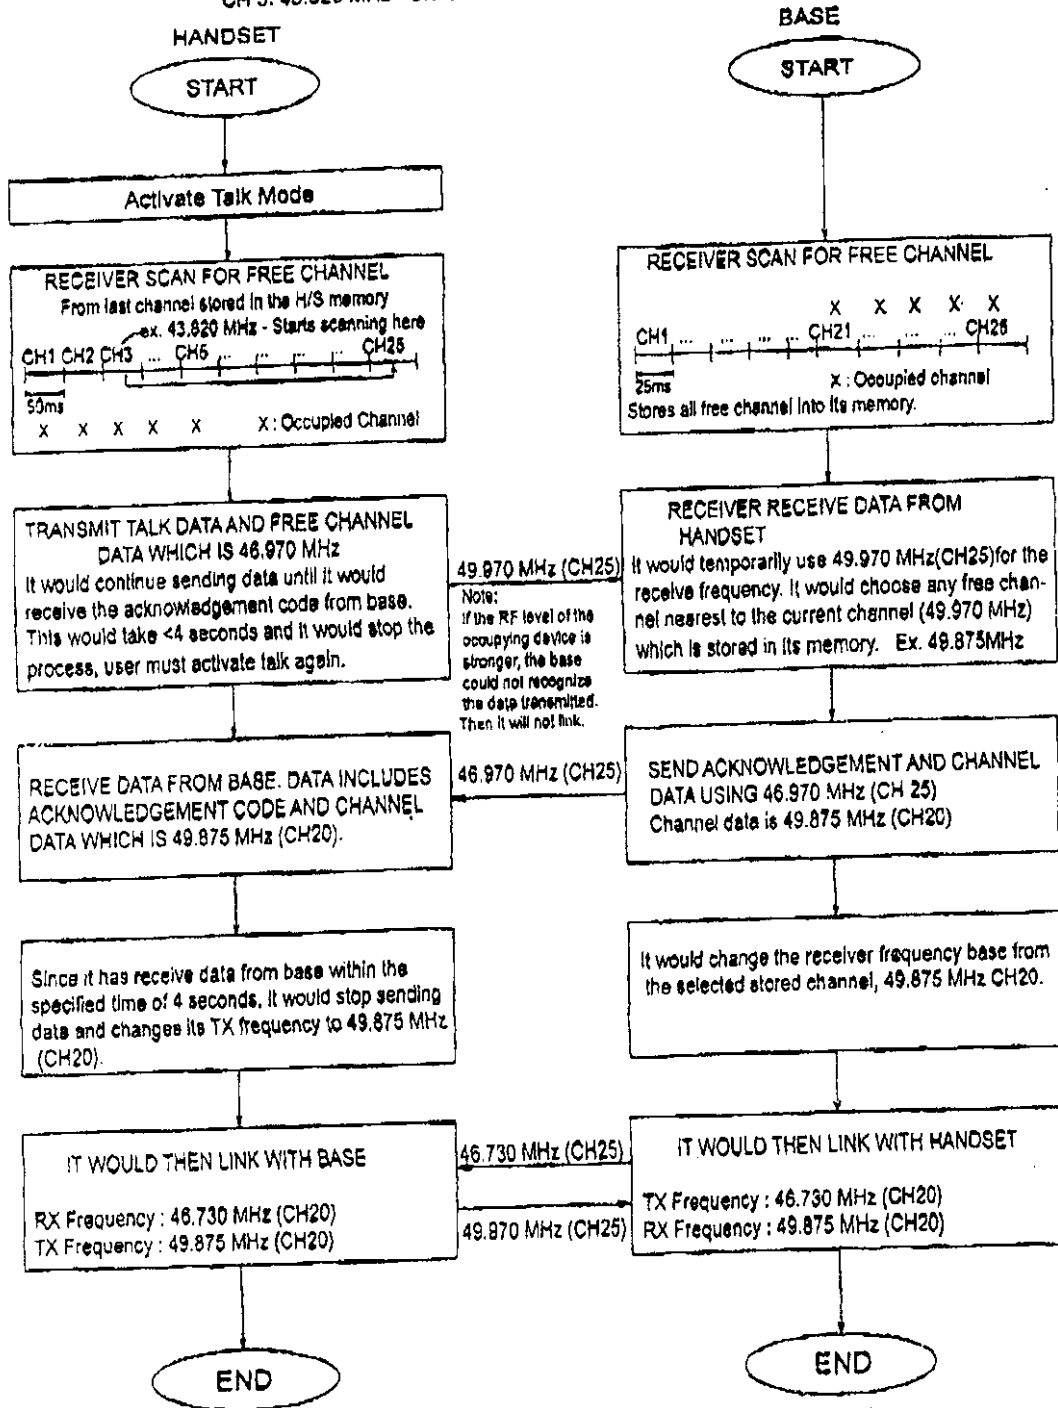 CH 3: 43.820 MHz
HANDSET
START
Activate Talk Mode
RECEIVER SCAN FOR FREE CHANNEL
From last channel stored in the H/S memory
ex. 43.820 MHz - Starts scanning here
CH1 CH2 CH3 ... CH5 ... ... ... ... CH25
50ms
X X X X X X : Occupied Channel
TRANSMIT TALK DATA AND FREE CHANNEL
DATA WHICH IS 46.970 MHz
It would continue sending data until it would
receive the acknowledgement code from base.
This would take <4 seconds and it would stop the
process, user must activate talk again.
RECEIVE DATA FROM BASE. DATA INCLUDES
ACKNOWLEDGEMENT CODE AND CHANNEL
DATA WHICH IS 49.875 MHz (CH20).
Since it has receive data from base within the
specified time of 4 seconds, It would stop sending
data and changes its TX frequency to 49.875 MHz
(CH20).
IT WOULD THEN LINK WITH BASE
RX Frequency : 46.730 MHz (CH20)
TX Frequency : 49.875 MHz (CH20)
END
49.970 MHz (CH25)
Note:
If the RF level of the
occupying device is
stronger, the base
could not recognize
the data transmitted.
Then it will not link.
46.970 MHz (CH25)
46.730 MHz (CH25)
49.970 MHz (CH25)
BASE
START
RECEIVER SCAN FOR FREE CHANNEL
X X X X X
CH1 ... ... ... ... CH21 ... ... ... CH25
25ms
X : Occupied channel
Stores all free channel into its memory.
RECEIVER RECEIVE DATA FROM
HANDSET
It would temporarily use 49.970 MHz(CH25)for the
receive frequency. It would choose any free chan-
nel nearest to the current channel (49.970 MHz)
which is stored in its memory. Ex. 49.875MHz
SEND ACKNOWLEDGEMENT AND CHANNEL
DATA USING 46.970 MHz (CH 25)
Channel data is 49.875 MHz (CH20)
It would change the receiver frequency base from
the selected stored channel, 49.875 MHz CH20.
IT WOULD THEN LINK WITH HANDSET
TX Frequency : 46.730 MHz (CH20)
RX Frequency : 49.875 MHz (CH20)
END